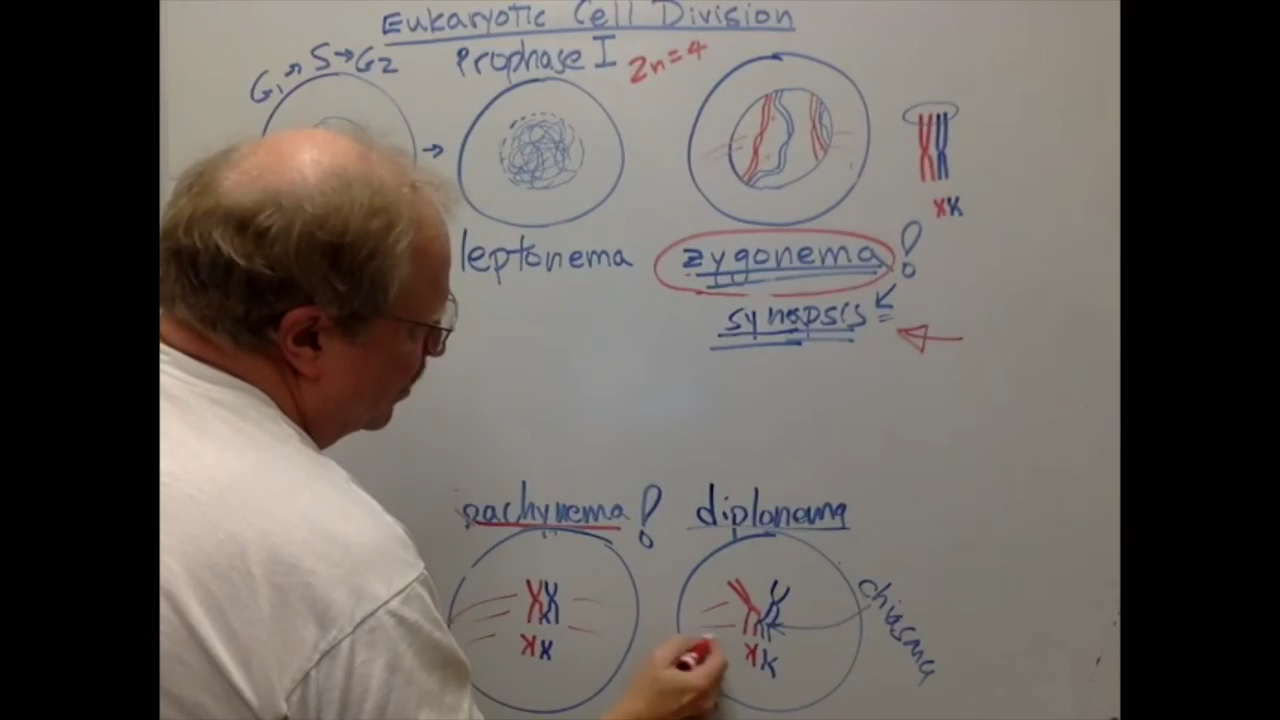 Eukaryotic Cell Division
G₁ → S → G₂
Prophase I
2n=4
leptonema
zygonema !
synapsis
pachynema !
diplonema
chiasma